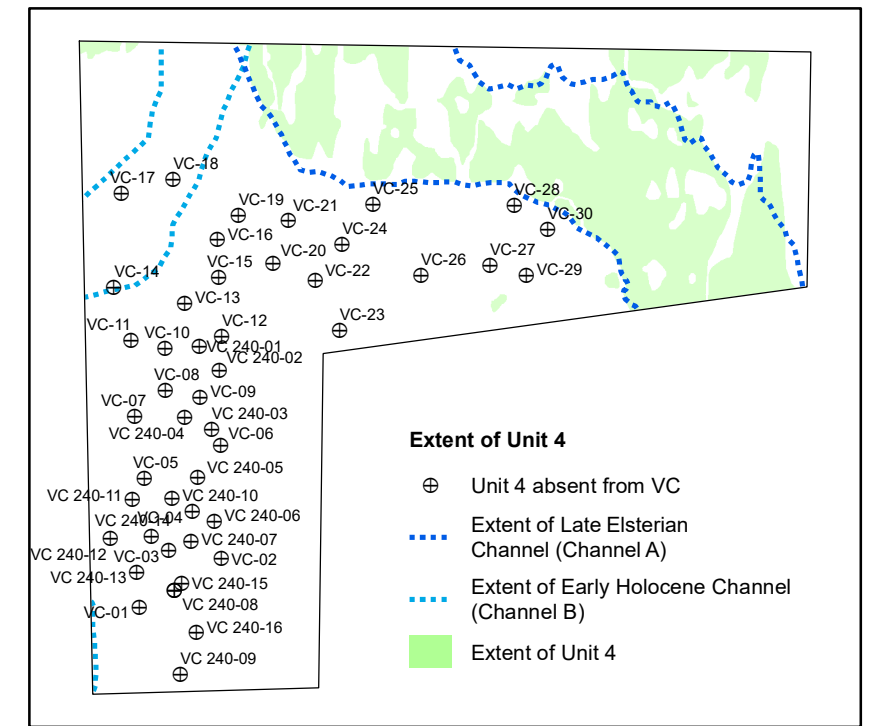 VC-18
VC-17
VC-28
VC-25
VC-19
VC-21
VC-30
VC-16
VC-24
VC-20
VC-27
VC-14
VC-15
VC-22
VC-26
VC-29
VC-13
VC-11
VC-10
VC-12
VC-23
VC 240-01
VC 240-02
VC-08
VC-09
VC-07
VC 240-03
VC 240-04
VC-06
Extent of Unit 4
VC-05
VC 240-05
Unit 4 absent from VC
VC 240-11
VC 240-10
VC 240-14
VC-04
VC 240-06
Extent of Late Elsterian
Channel (Channel A)
VC 240-07
VC 240-12
VC-03
VC-02
VC 240-13
VC 240-15
Extent of Early Holocene Channel
(Channel B)
VC-01
VC 240-08
VC 240-16
Extent of Unit 4
VC 240-09